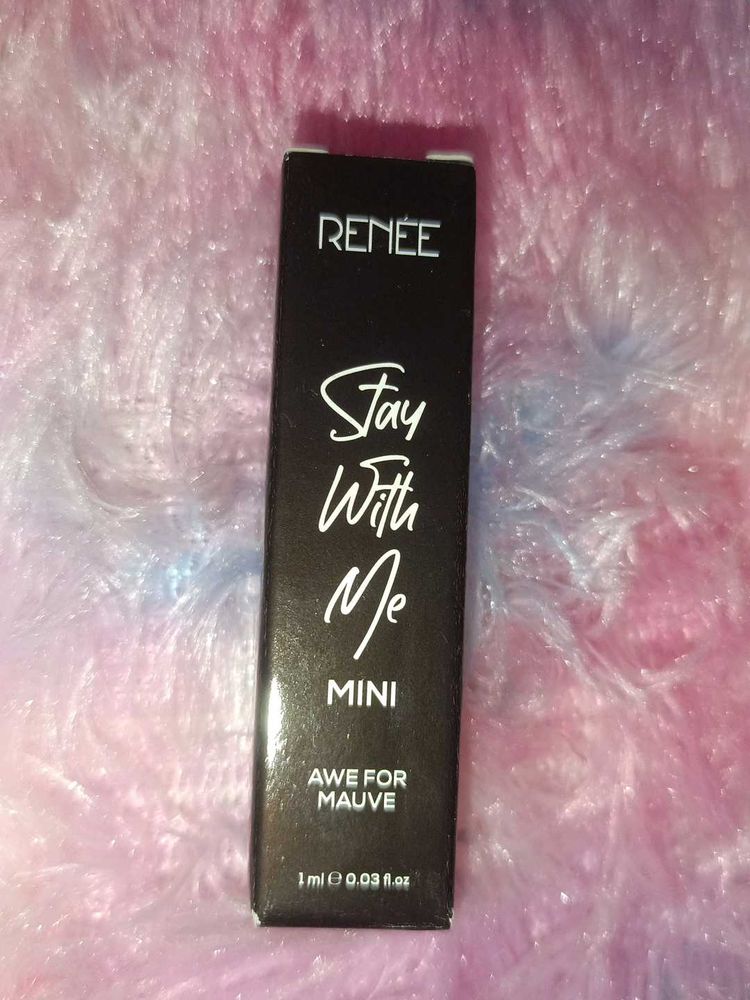 RENÉE
Stay
With
Me
MINI
AWE FOR
MAUVE
1 ml ℮ 0.03 fl.oz